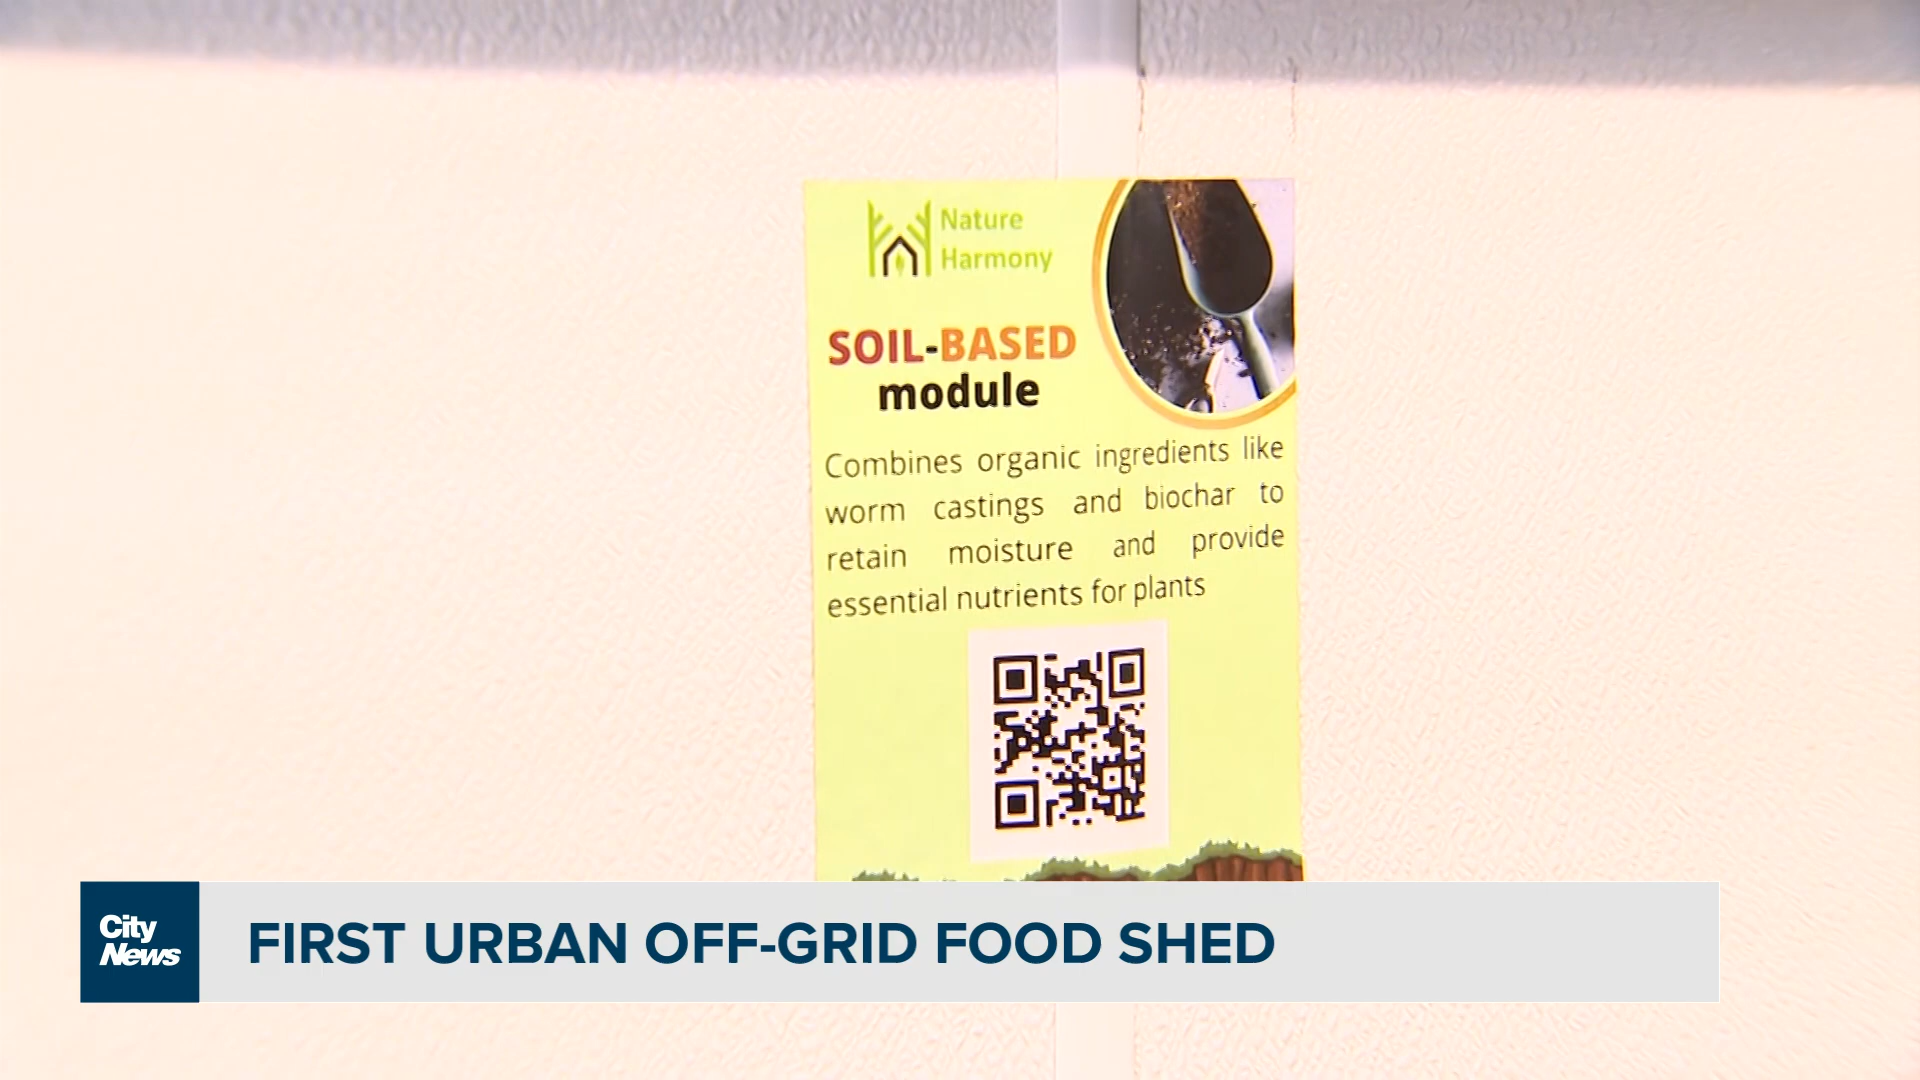 Nature
Harmony
SOIL-BASED
module
Combines organic ingredients like
worm castings and biochar to
retain moisture and provide
essential nutrients for plants
City
News
FIRST URBAN OFF-GRID FOOD SHED